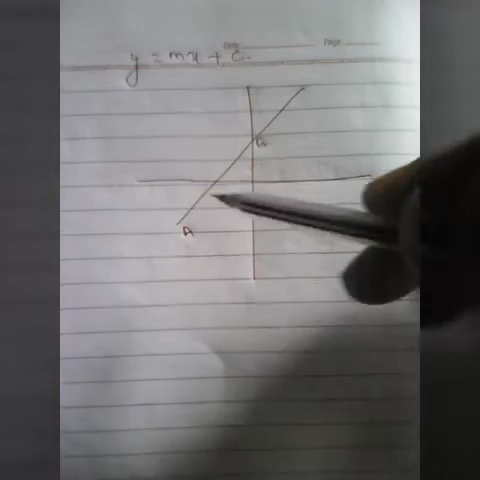 Date Page
y = mx + c
A